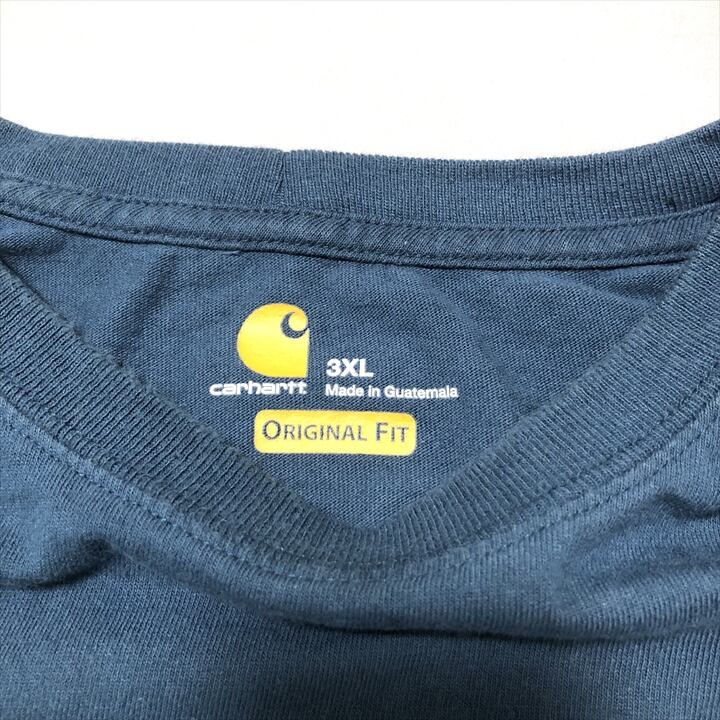 3XL
carhartt Made in Guatemala
ORIGINAL FIT